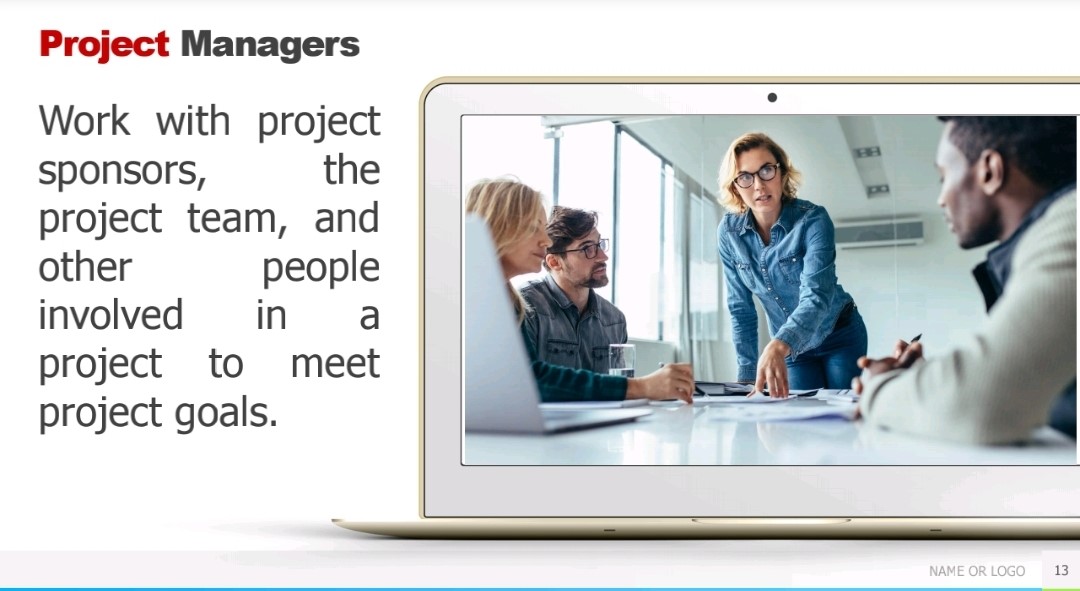 Project Managers
Work with project
sponsors, the
project team, and
other people
involved in a
project to meet
project goals.
NAME OR LOGO
13